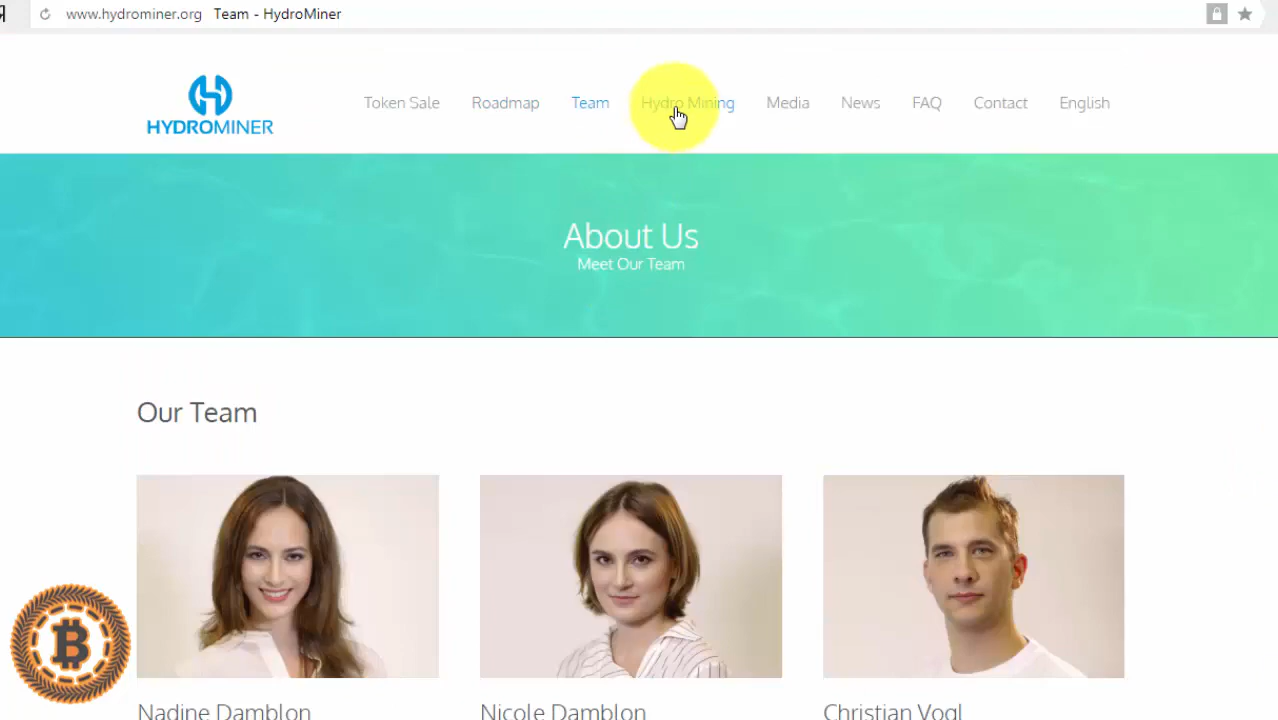 www.hydrominer.org Team - HydroMiner
HYDROMINER
Token Sale Roadmap Team Hydro Mining Media News FAQ Contact English
About Us
Meet Our Team
Our Team
Nadine Damblon Nicole Damblon Christian Vogl